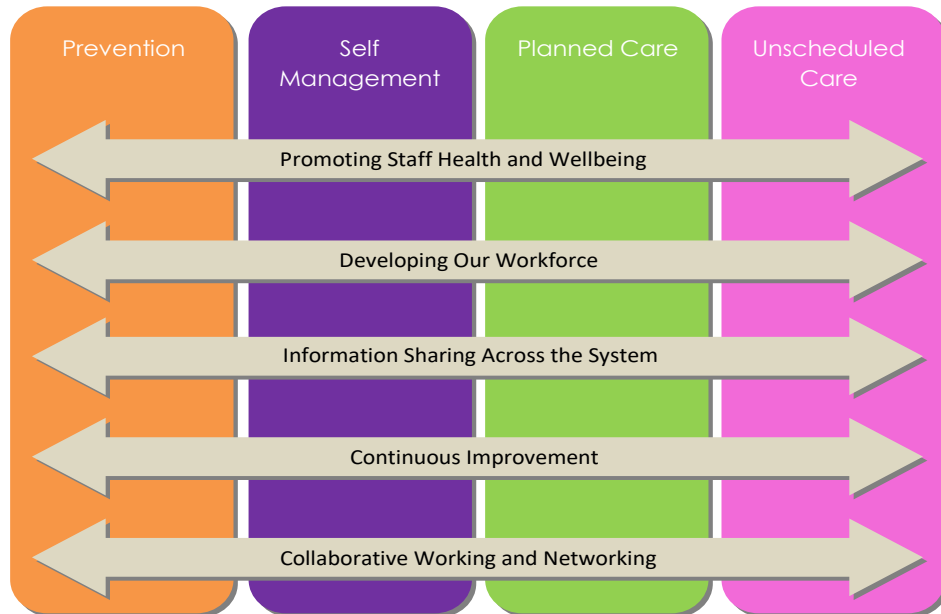 Prevention
Self
Management
Planned Care
Unscheduled
Care
Promoting Staff Health and Wellbeing
Developing Our Workforce
Information Sharing Across the System
Continuous Improvement
Collaborative Working and Networking